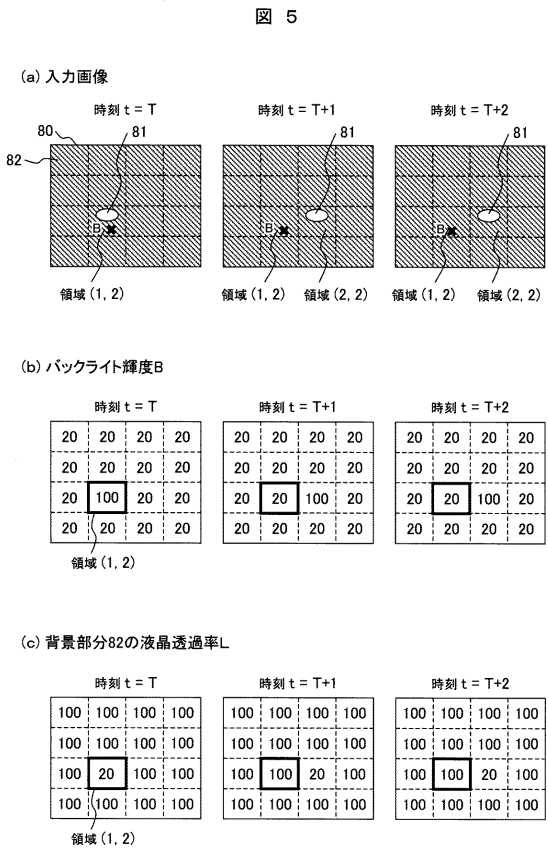 図 5
(a) 入力画像
時刻 t = T 時刻 t = T+1 時刻 t = T+2
80 81 81 81
82
B B B
領域(1, 2) 領域(1, 2) 領域(2, 2) 領域(1, 2) 領域(2, 2)
(b) バックライト輝度B
時刻 t = T 時刻 t = T+1 時刻 t = T+2
20 20 20 20 20 20 20 20 20 20 20 20
20 20 20 20 20 20 20 20 20 20 20 20
20 100 20 20 20 20 100 20 20 20 100 20
20 20 20 20 20 20 20 20 20 20 20 20
領域(1, 2)
(c) 背景部分82の液晶透過率L
時刻 t = T 時刻 t = T+1 時刻 t = T+2
100 100 100 100 100 100 100 100 100 100 100 100
100 100 100 100 100 100 100 100 100 100 100 100
100 20 100 100 100 100 20 100 100 100 20 100
100 100 100 100 100 100 100 100 100 100 100 100
領域(1, 2)